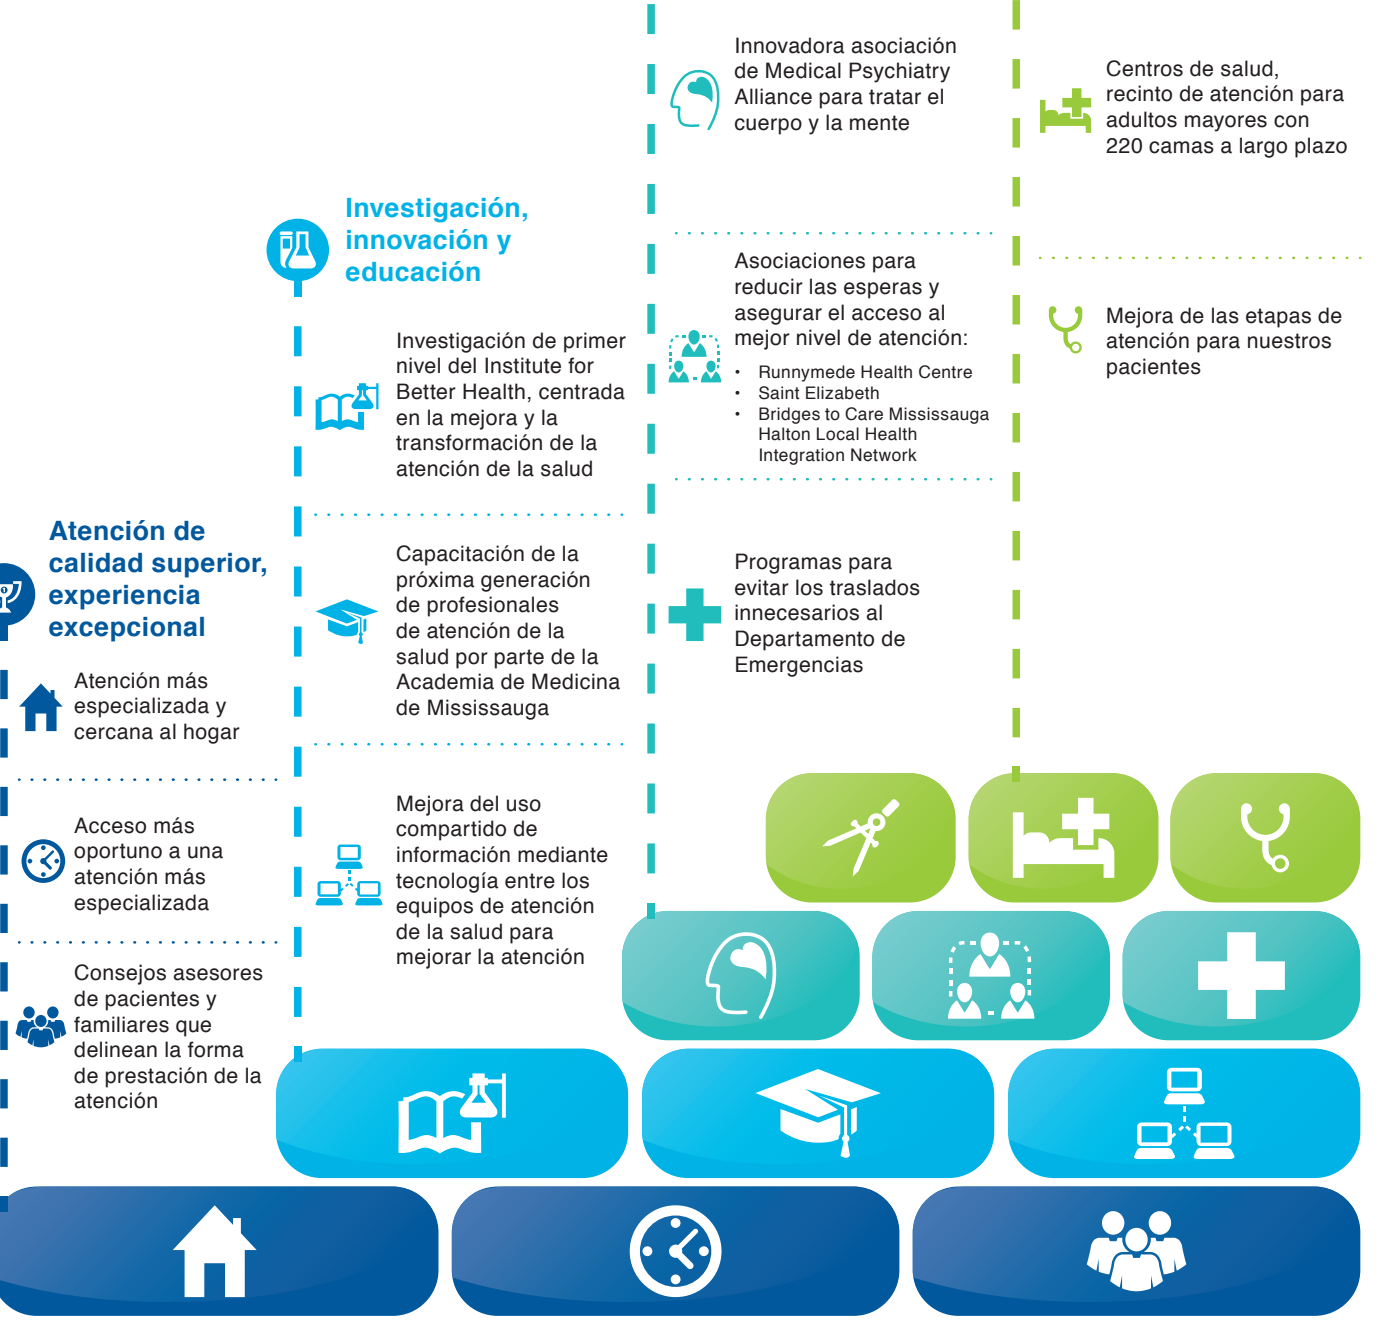 Atención de
calidad superior,
experiencia
excepcional
Atención más
especializada y
cercana al hogar
Acceso más
oportuno a una
atención más
especializada
Consejos asesores
de pacientes y
familiares que
delinean la forma
de prestación de la
atención
Investigación,
innovación y
educación
Investigación de primer
nivel del Institute for
Better Health, centrada
en la mejora y la
transformación de la
atención de la salud
Capacitación de la
próxima generación
de profesionales
de atención de la
salud por parte de la
Academia de Medicina
de Mississauga
Mejora del uso
compartido de
información mediante
tecnología entre los
equipos de atención
de la salud para
mejorar la atención
Innovadora asociación
de Medical Psychiatry
Alliance para tratar el
cuerpo y la mente
Asociaciones para
reducir las esperas y
asegurar el acceso al
mejor nivel de atención:
• Runnymede Health Centre
• Saint Elizabeth
• Bridges to Care Mississauga
Halton Local Health
Integration Network
Programas para
evitar los traslados
innecesarios al
Departamento de
Emergencias
Centros de salud,
recinto de atención para
adultos mayores con
220 camas a largo plazo
Mejora de las etapas de
atención para nuestros
pacientes